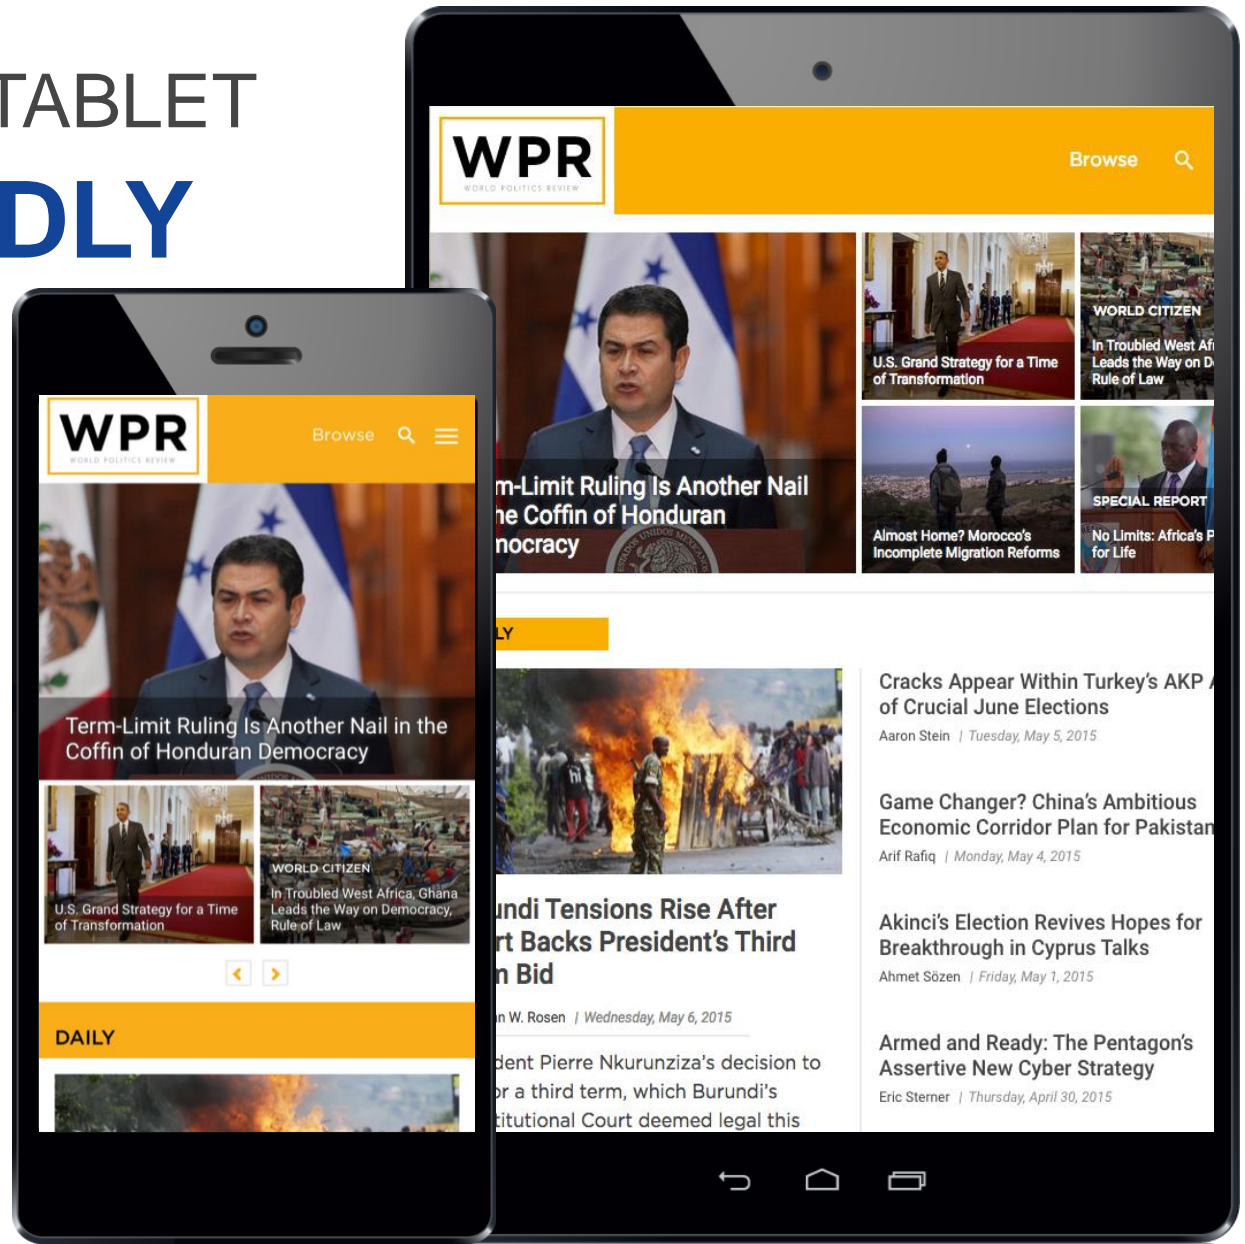 TABLET
DLY
WPR
WORLD POLITICS REVIEW
Browse
WORLD CITIZEN
In Troubled West Af
Leads the Way on D
Rule of Law
U.S. Grand Strategy for a Time
of Transformation
m-Limit Ruling Is Another Nail
he Coffin of Honduran
mocracy
ESTADOS UNIDOS MEXICANOS
Almost Home? Morocco's
Incomplete Migration Reforms
SPECIAL REPORT
No Limits: Africa's P
for Life
LY
undi Tensions Rise After
rt Backs President's Third
m Bid
n W. Rosen | Wednesday, May 6, 2015
dent Pierre Nkurunziza's decision to
or a third term, which Burundi's
titutional Court deemed legal this
Cracks Appear Within Turkey's AKP A
of Crucial June Elections
Aaron Stein | Tuesday, May 5, 2015
Game Changer? China's Ambitious
Economic Corridor Plan for Pakistan
Arif Rafiq | Monday, May 4, 2015
Akinci's Election Revives Hopes for
Breakthrough in Cyprus Talks
Ahmet Sözen | Friday, May 1, 2015
Armed and Ready: The Pentagon's
Assertive New Cyber Strategy
Eric Sterner | Thursday, April 30, 2015
WPR
WORLD POLITICS REVIEW
Browse
Term-Limit Ruling Is Another Nail in the
Coffin of Honduran Democracy
U.S. Grand Strategy for a Time
of Transformation
WORLD CITIZEN
In Troubled West Africa, Ghana
Leads the Way on Democracy,
Rule of Law
DAILY